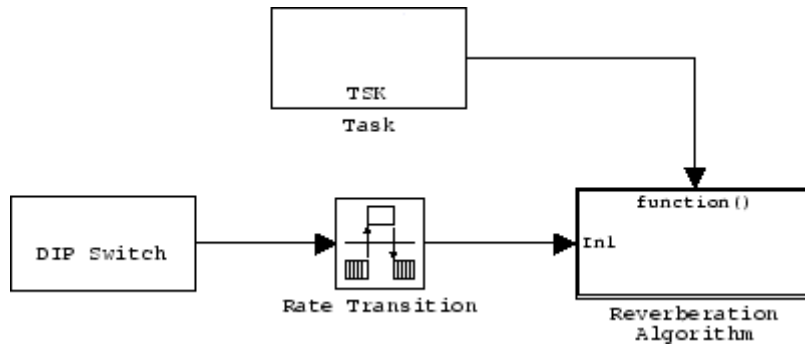 TSK
Task
function()
DIP Switch
In1
Rate Transition
Reverberation
Algorithm